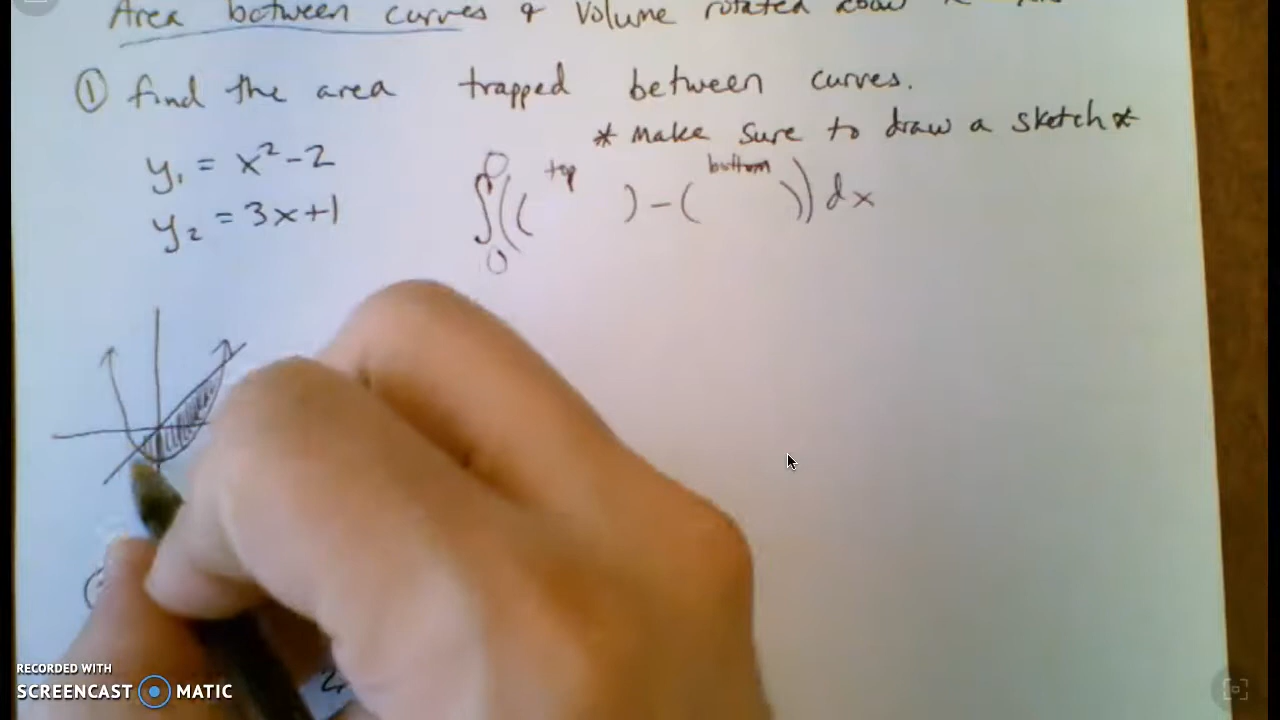 Area between curves & Volume rotated
① find the area trapped between curves.
* make sure to draw a sketch *
y₁ = x² - 2
y₂ = 3x + 1
top bottom
∫(( ) - ( )) dx
RECORDED WITH
SCREENCAST MATIC